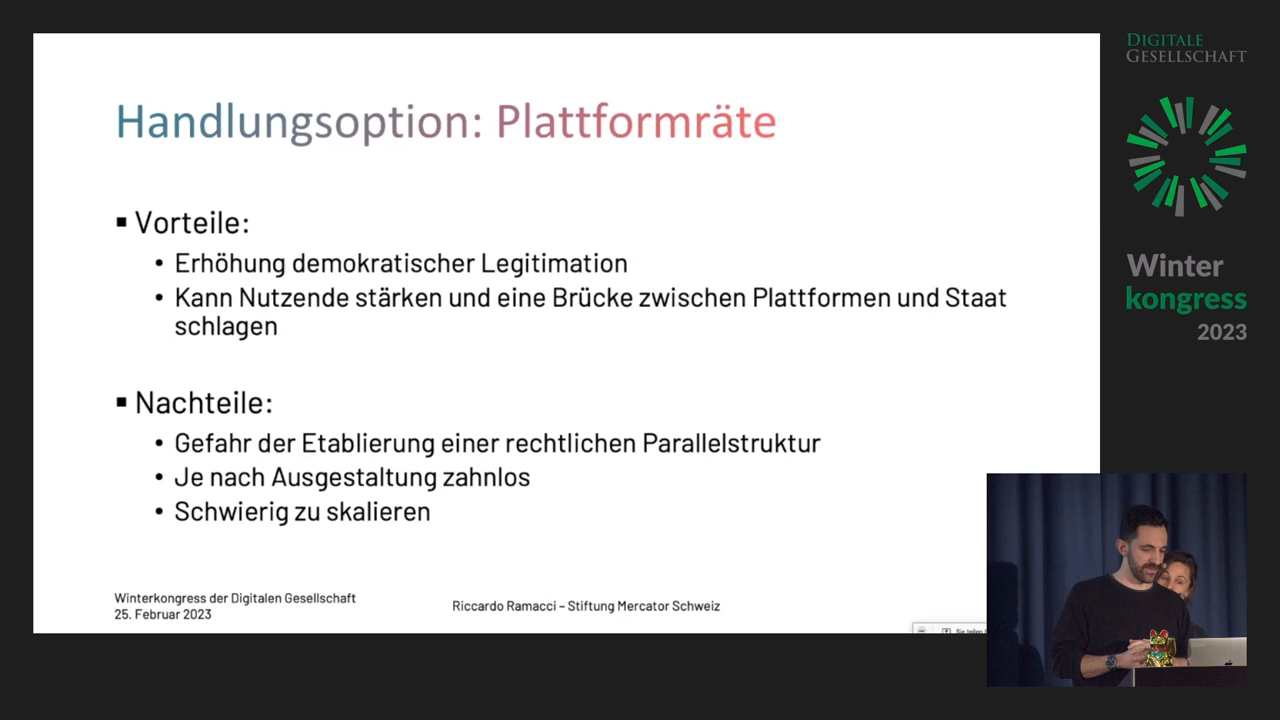 DIGITALE
GESELLSCHAFT
Handlungsoption: Plattformräte
▪ Vorteile:
• Erhöhung demokratischer Legitimation
• Kann Nutzende stärken und eine Brücke zwischen Plattformen und Staat
schlagen
▪ Nachteile:
• Gefahr der Etablierung einer rechtlichen Parallelstruktur
• Je nach Ausgestaltung zahnlos
• Schwierig zu skalieren
Winterkongress der Digitalen Gesellschaft
25. Februar 2023
Riccardo Ramacci – Stiftung Mercator Schweiz
Sie teilen
Winter
kongress
2023